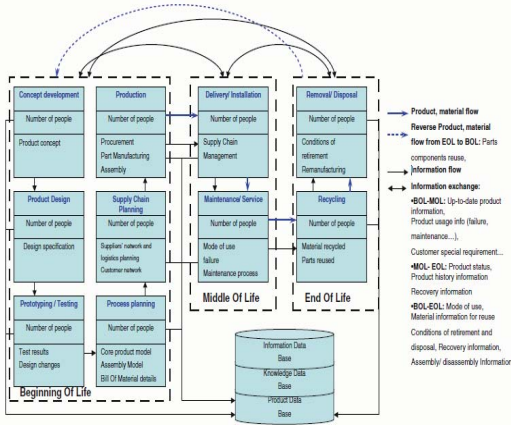 Concept development
Number of people
Product concept
Product Design
Number of people
Design specification
Prototyping / Testing
Number of people
Test results
Design changes
Production
Number of people
Procurement
Part Manufacturing
Assembly
Supply Chain
Planning
Number of people
Suppliers' network and
logistics planning
Customer network
Process planning
Number of people
Core product model
Assembly Model
Bill Of Material details
Beginning Of Life
Delivery/ Installation
Number of people
Supply Chain
Management
Maintenance/ Service
Number of people
Mode of use
failure
Maintenance process
Middle Of Life
Removal/ Disposal
Number of people
Conditions of
retirement
Remanufacturing
Recycling
Number of people
Material recycled
Parts reused
End Of Life
Information Data
Base
Knowledge Data
Base
Product Data
Base
Product, material flow
Reverse Product, material
flow from EOL to BOL: Parts
components reuse,
Information flow
Information exchange:
•BOL-MOL: Up-to-date product
information,
Product usage info (failure,
maintenance...),
Customer special requirement...
•MOL- EOL: Product status,
Product history information
Recovery information
•BOL-EOL: Mode of use,
Material information for reuse
Conditions of retirement and
disposal, Recovery information,
Assembly/ disassembly Information